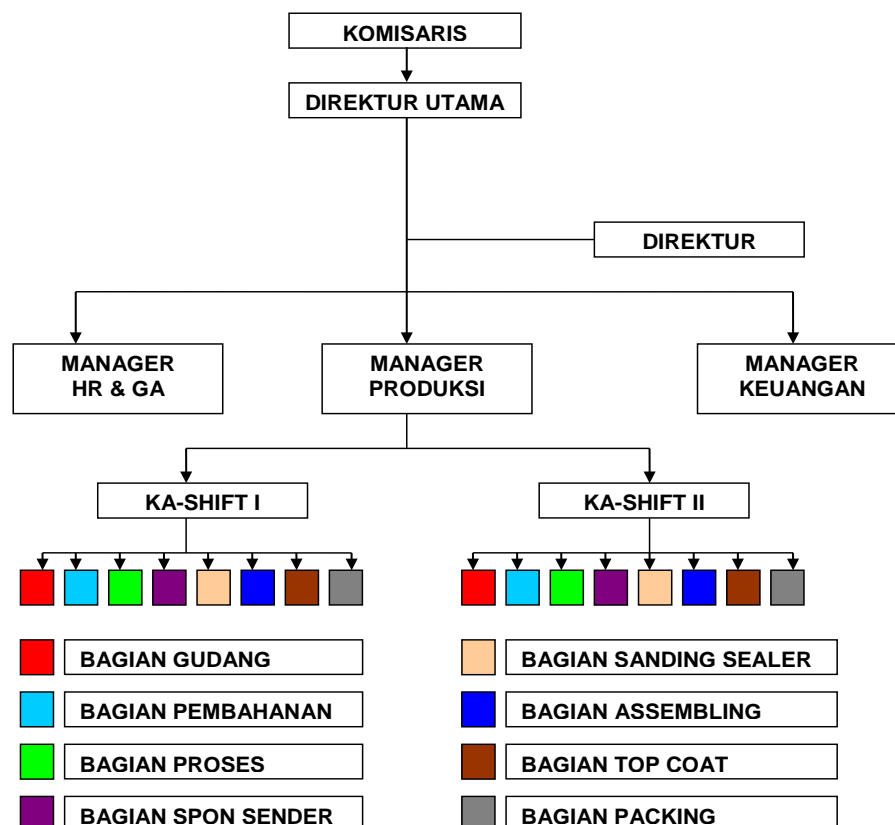 KOMISARIS
DIREKTUR UTAMA
DIREKTUR
MANAGER
HR & GA
MANAGER
PRODUKSI
MANAGER
KEUANGAN
KA-SHIFT I
KA-SHIFT II
BAGIAN GUDANG
BAGIAN SANDING SEALER
BAGIAN PEMBAHANAN
BAGIAN ASSEMBLING
BAGIAN PROSES
BAGIAN TOP COAT
BAGIAN SPON SENDER
BAGIAN PACKING